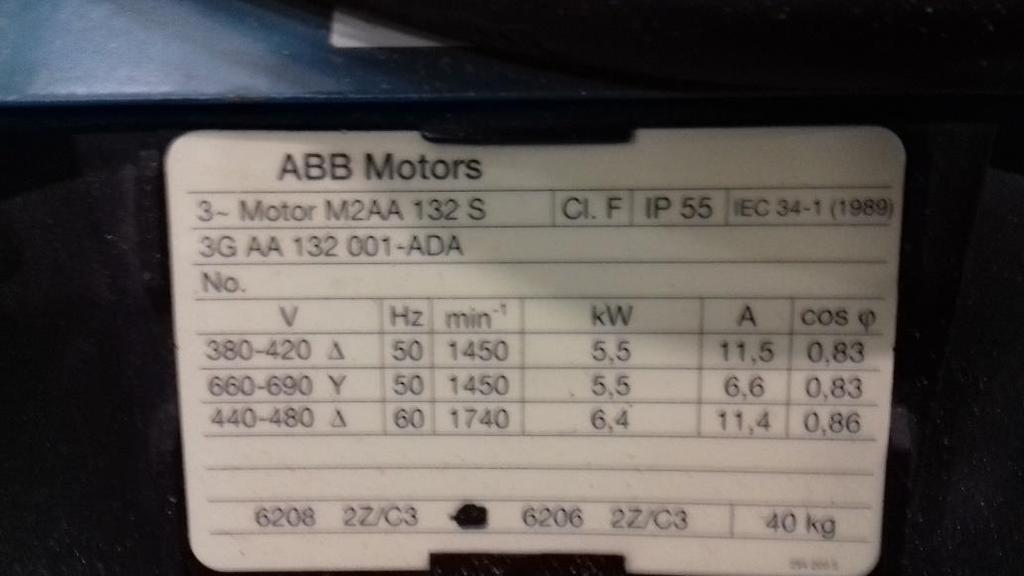 ABB Motors
3~ Motor M2AA 132 S Cl. F IP 55 IEC 34-1 (1989)
3G AA 132 001-ADA
No.
V Hz min⁻¹ kW A cos φ
380-420 Δ 50 1450 5,5 11,5 0,83
660-690 Y 50 1450 5,5 6,6 0,83
440-480 Δ 60 1740 6,4 11,4 0,86
6208 2Z/C3 6206 2Z/C3 40 kg